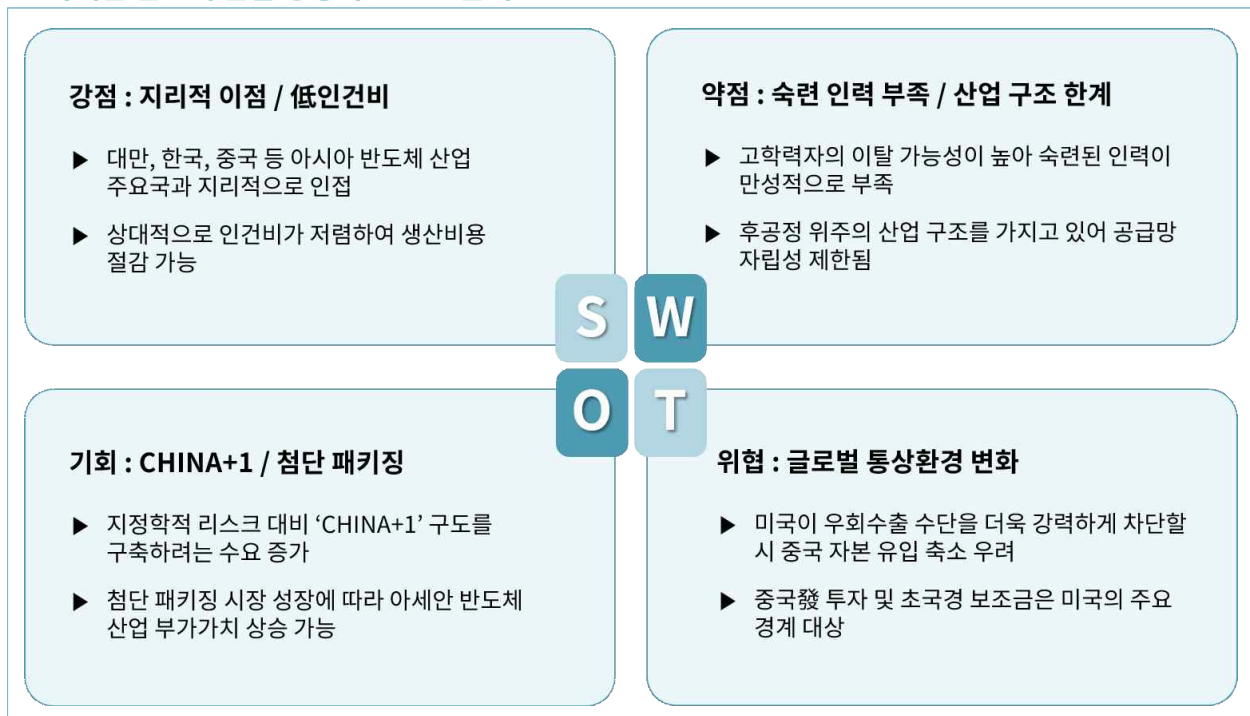 강점 : 지리적 이점 / 低인건비
▶ 대만, 한국, 중국 등 아시아 반도체 산업
주요국과 지리적으로 인접
▶ 상대적으로 인건비가 저렴하여 생산비용
절감 가능
약점 : 숙련 인력 부족 / 산업 구조 한계
▶ 고학력자의 이탈 가능성이 높아 숙련된 인력이
만성적으로 부족
▶ 후공정 위주의 산업 구조를 가지고 있어 공급망
자립성 제한됨
S W
O T
기회 : CHINA+1 / 첨단 패키징
▶ 지정학적 리스크 대비 ‘CHINA+1’ 구도를
구축하려는 수요 증가
▶ 첨단 패키징 시장 성장에 따라 아세안 반도체
산업 부가가치 상승 가능
위협 : 글로벌 통상환경 변화
▶ 미국이 우회수출 수단을 더욱 강력하게 차단할
시 중국 자본 유입 축소 우려
▶ 중국發 투자 및 초국경 보조금은 미국의 주요
경계 대상